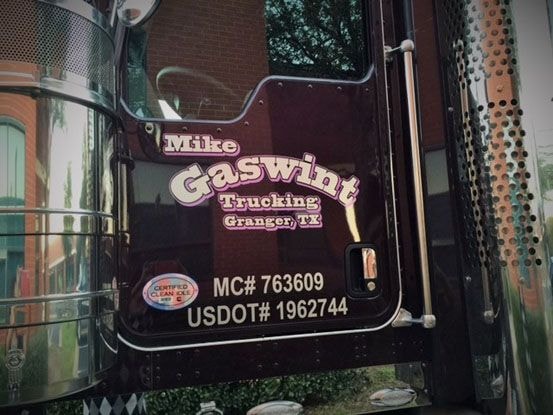 Mike
Gaswint
Trucking
Granger, TX
CERTIFIED
CLEAN IDLE
MC# 763609
USDOT# 1962744